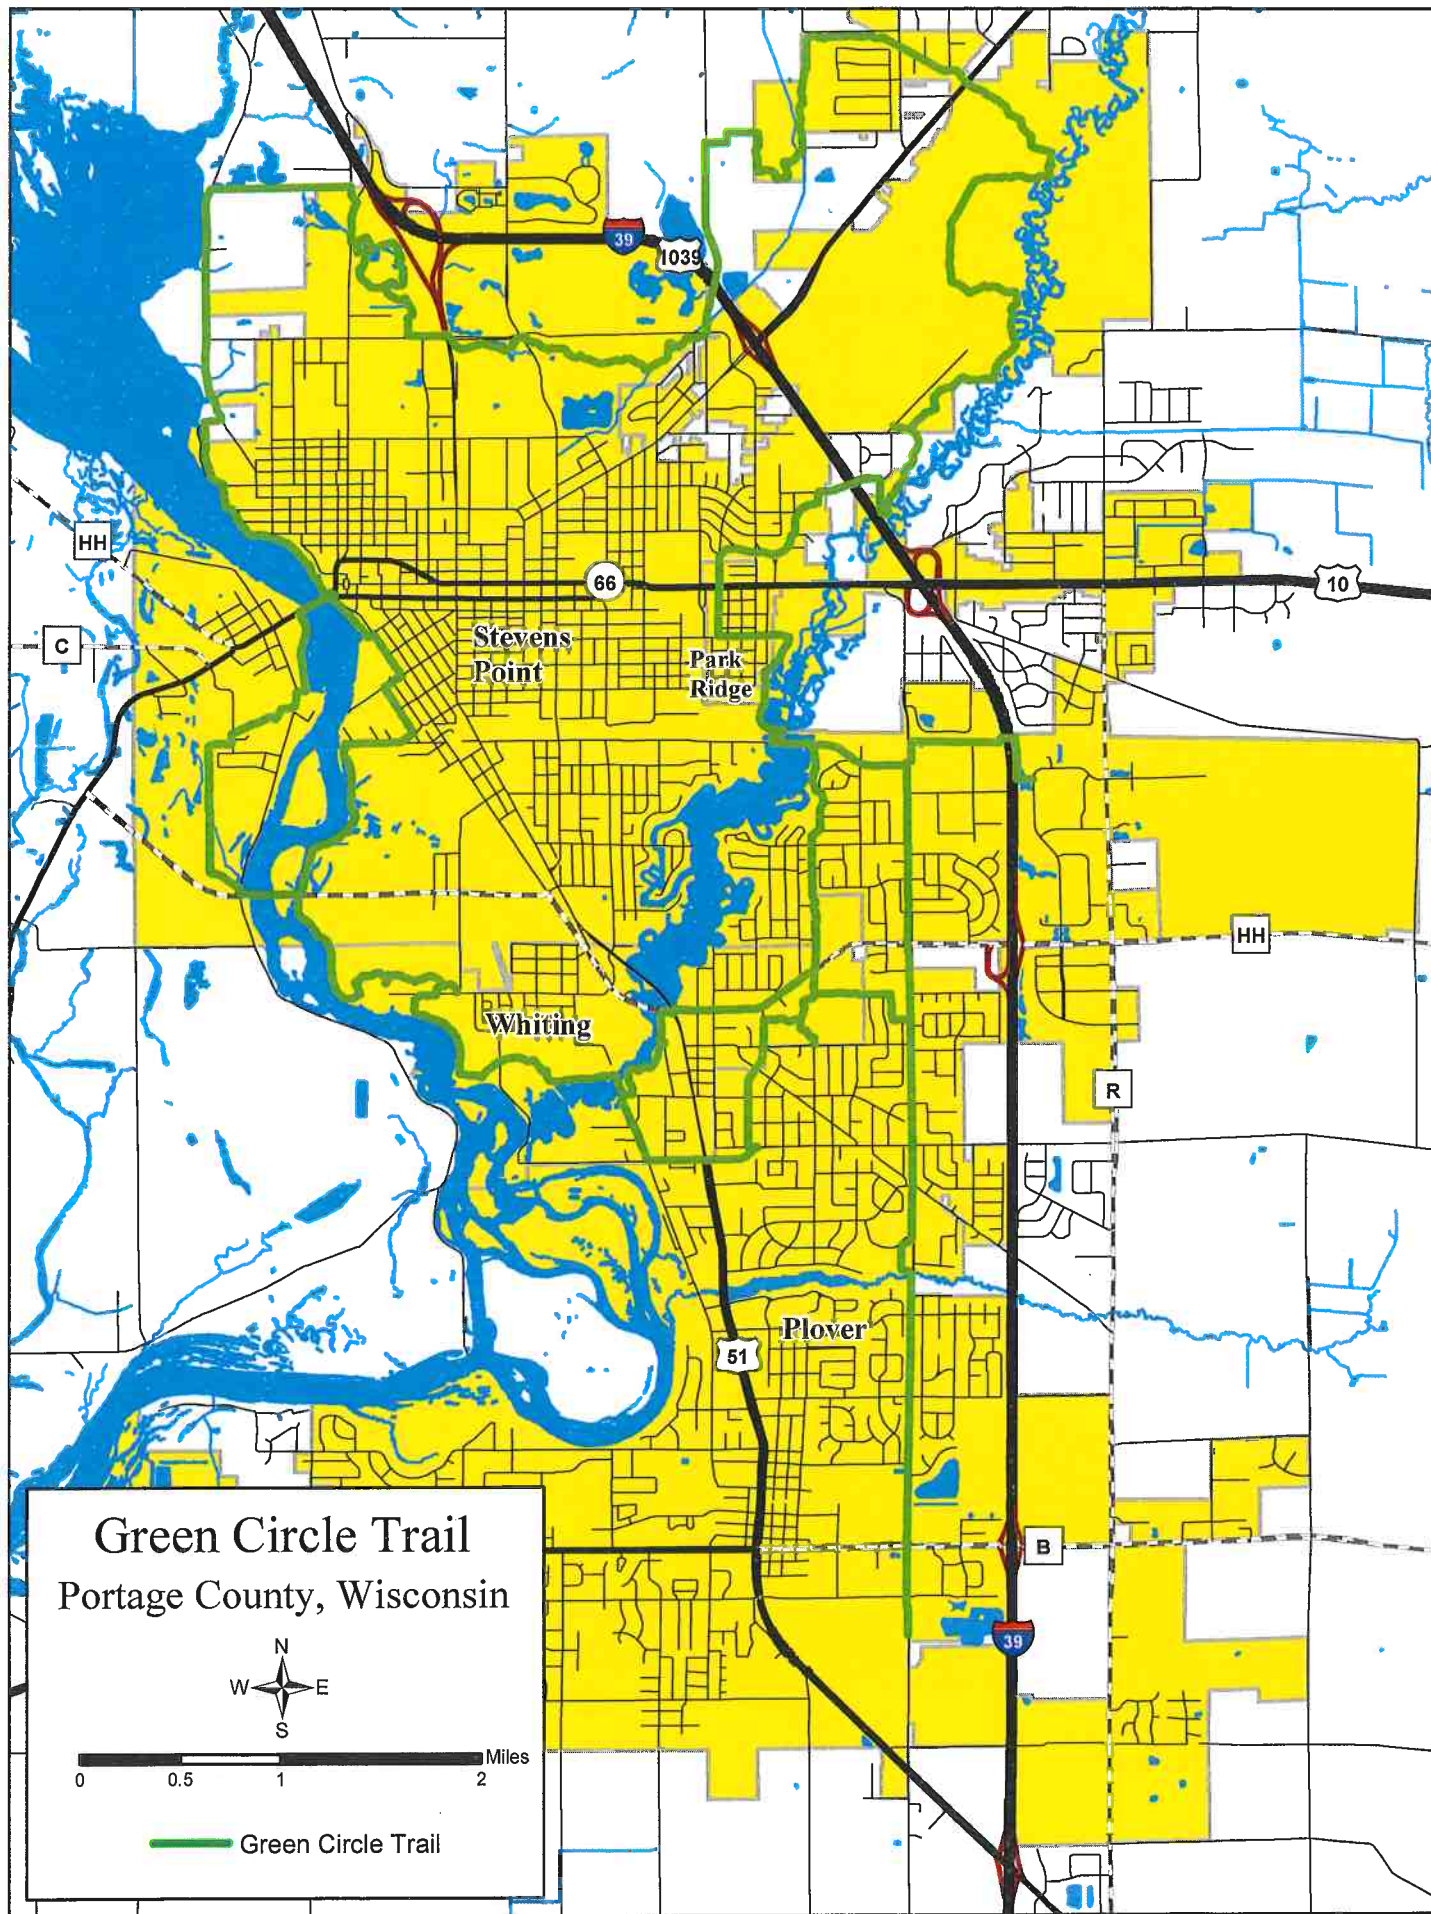 39
1039
HH
66
10
C
Stevens
Point
Park
Ridge
HH
Whiting
R
Plover
51
B
39
Green Circle Trail
Portage County, Wisconsin
N
W
E
S
Miles
0
0.5
1
2
Green Circle Trail